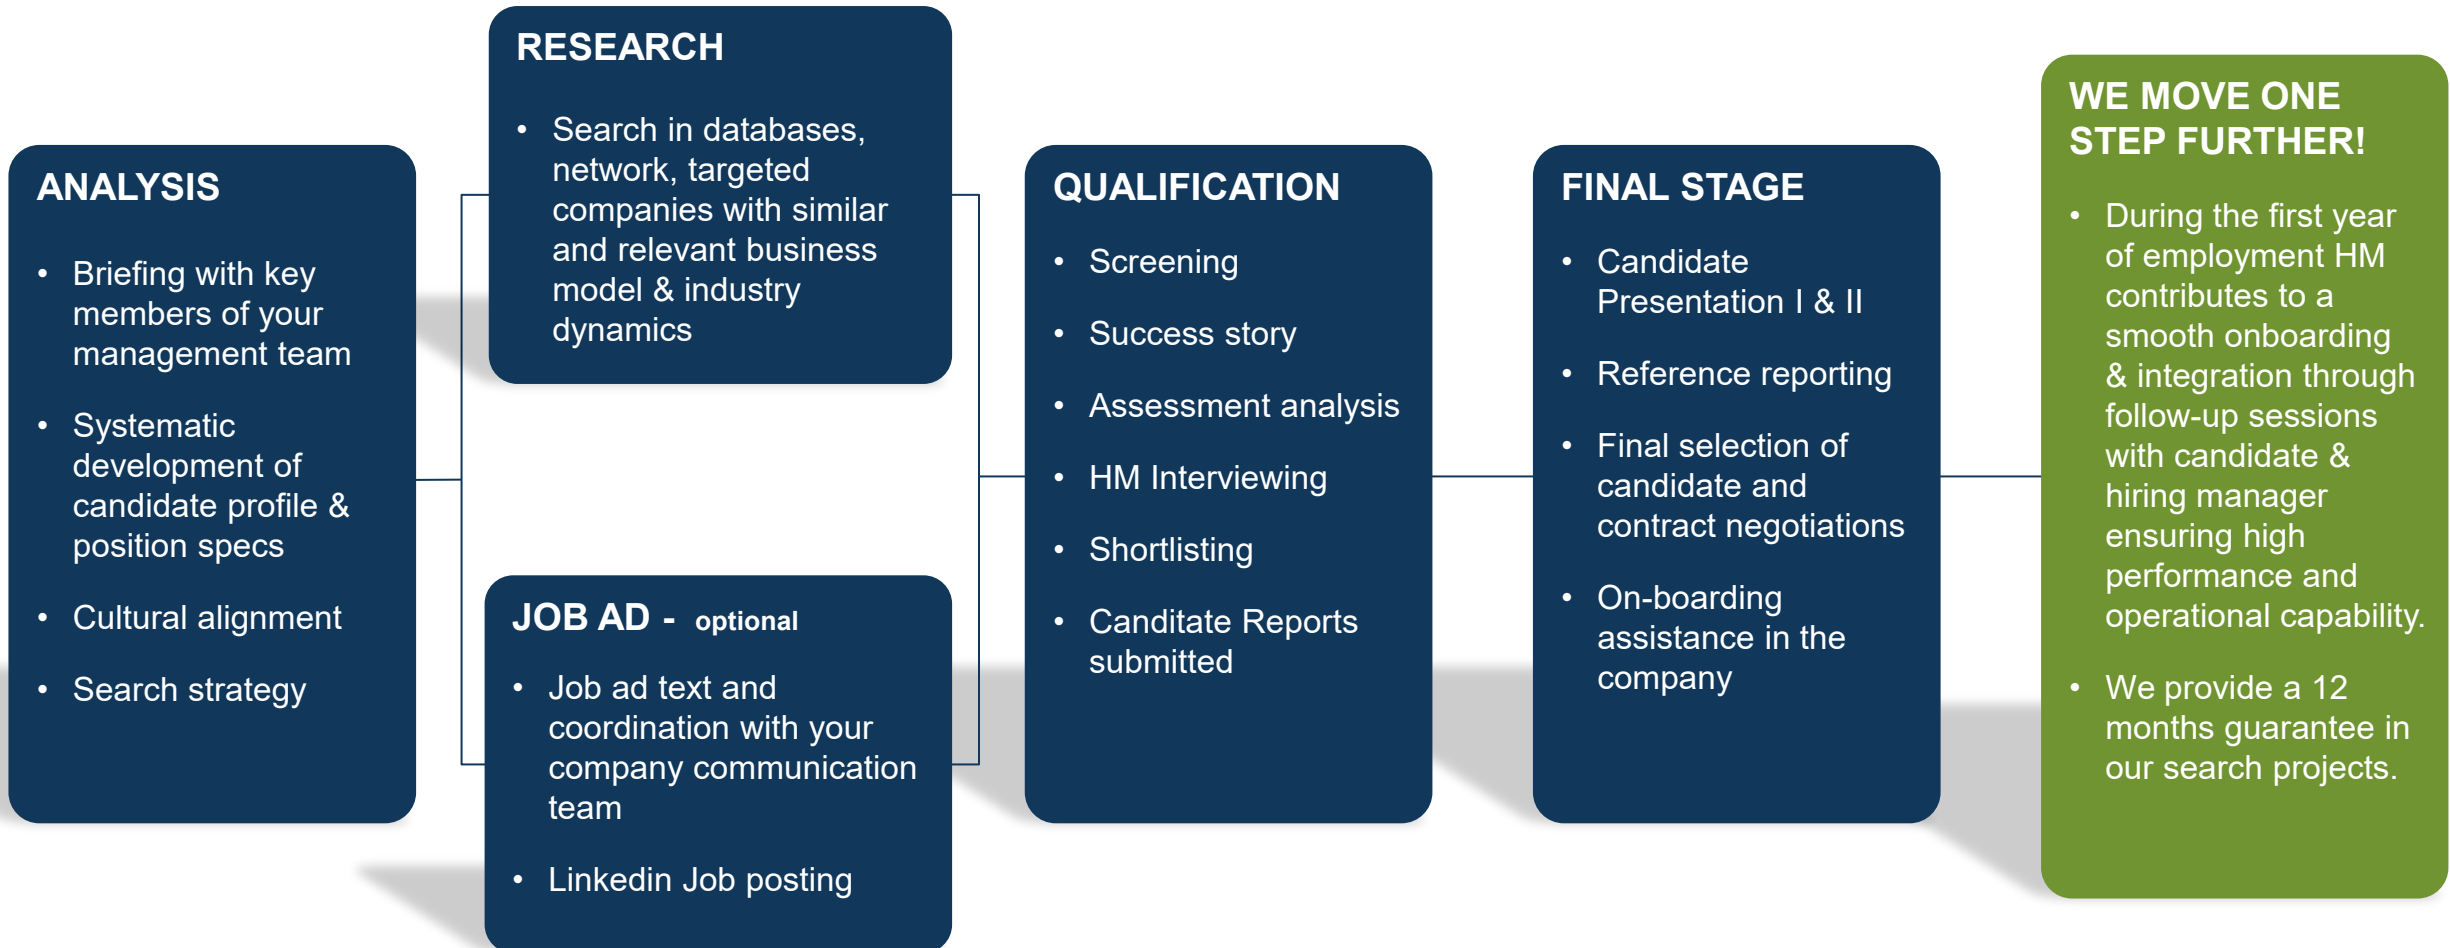 ANALYSIS
• Briefing with key
members of your
management team
• Systematic
development of
candidate profile &
position specs
• Cultural alignment
• Search strategy
RESEARCH
• Search in databases,
network, targeted
companies with similar
and relevant business
model & industry
dynamics
JOB AD - optional
• Job ad text and
coordination with your
company communication
team
• Linkedin Job posting
QUALIFICATION
• Screening
• Success story
• Assessment analysis
• HM Interviewing
• Shortlisting
• Canditate Reports
submitted
FINAL STAGE
• Candidate
Presentation I & II
• Reference reporting
• Final selection of
candidate and
contract negotiations
• On-boarding
assistance in the
company
WE MOVE ONE
STEP FURTHER!
• During the first year
of employment HM
contributes to a
smooth onboarding
& integration through
follow-up sessions
with candidate &
hiring manager
ensuring high
performance and
operational capability.
• We provide a 12
months guarantee in
our search projects.